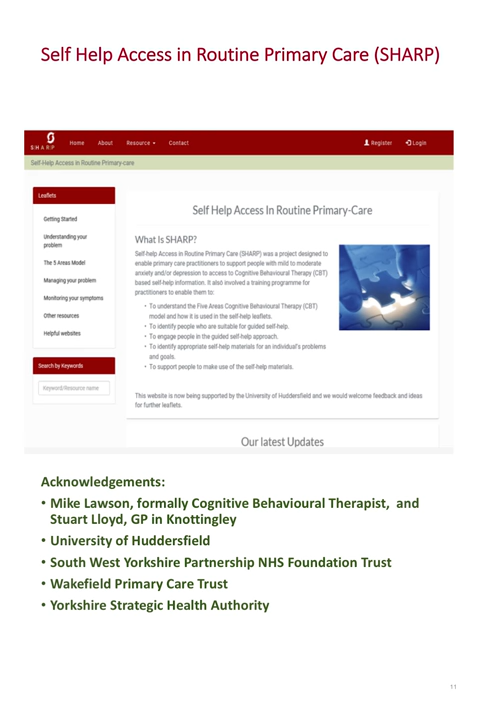 Self Help Access in Routine Primary Care (SHARP)
SHARP
Home About Resource Contact Register Login
Self-Help Access in Routine Primary-care
Leaflets
Getting Started
Understanding your
problem
The 5 Areas Model
Managing your problem
Monitoring your symptoms
Other resources
Helpful websites
Search by Keywords
Keyword/Resource name
Self Help Access In Routine Primary-Care
What Is SHARP?
Self-help Access in Routine Primary Care (SHARP) was a project designed to
enable primary care practitioners to support people with mild to moderate
anxiety and/or depression to access to Cognitive Behavioural Therapy (CBT)
based self-help information. It also involved a training programme for
practitioners to enable them to:
• To understand the Five Areas Cognitive Behavioural Therapy (CBT)
model and how it is used in the self-help leaflets.
• To identify people who are suitable for guided self-help.
• To engage people in the guided self-help approach.
• To identify appropriate self-help materials for an individual's problems
and goals.
• To support people to make use of the self-help materials.
This website is now being supported by the University of Huddersfield and we would welcome feedback and ideas
for further leaflets.
Our latest Updates
Acknowledgements:
• Mike Lawson, formally Cognitive Behavioural Therapist, and
Stuart Lloyd, GP in Knottingley
• University of Huddersfield
• South West Yorkshire Partnership NHS Foundation Trust
• Wakefield Primary Care Trust
• Yorkshire Strategic Health Authority
11